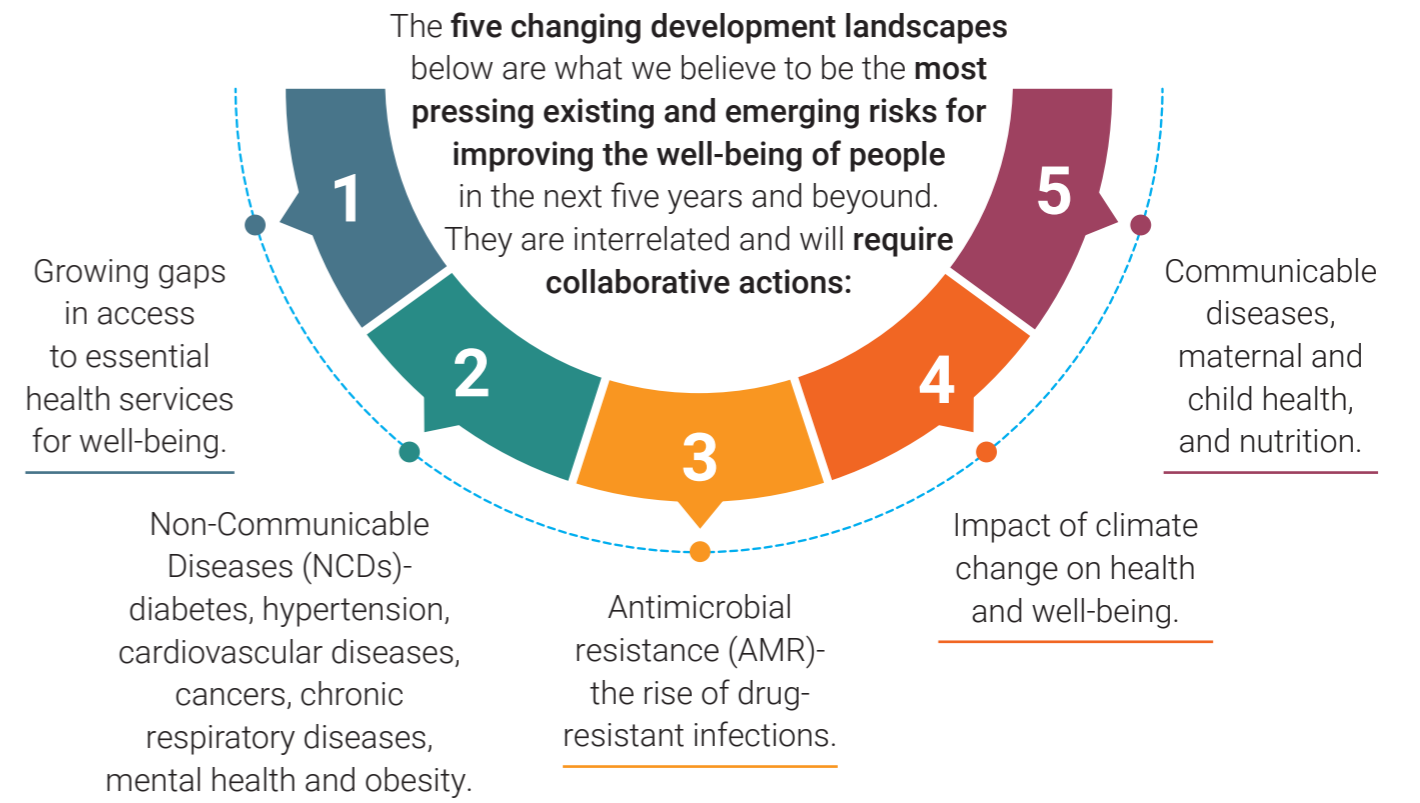 The five changing development landscapes
below are what we believe to be the most
pressing existing and emerging risks for
improving the well-being of people
in the next five years and beyound.
They are interrelated and will require
collaborative actions:
1
Growing gaps
in access
to essential
health services
for well-being.
2
Non-Communicable
Diseases (NCDs)-
diabetes, hypertension,
cardiovascular diseases,
cancers, chronic
respiratory diseases,
mental health and obesity.
3
Antimicrobial
resistance (AMR)-
the rise of drug-
resistant infections.
4
Impact of climate
change on health
and well-being.
5
Communicable
diseases,
maternal and
child health,
and nutrition.